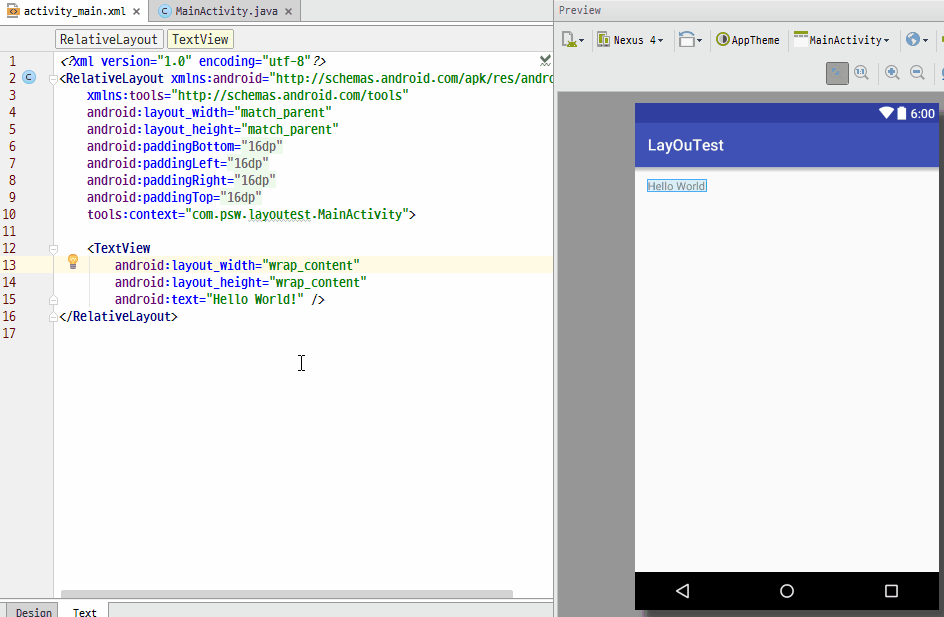 activity_main.xml
MainActivity.java
Preview
RelativeLayout
TextView
Nexus 4
AppTheme
MainActivity
1:1
1 <?xml version="1.0" encoding="utf-8"?>
2 C <RelativeLayout xmlns:android="http://schemas.android.com/apk/res/andro
3 xmlns:tools="http://schemas.android.com/tools"
4 android:layout_width="match_parent"
5 android:layout_height="match_parent"
6 android:paddingBottom="16dp"
7 android:paddingLeft="16dp"
8 android:paddingRight="16dp"
9 android:paddingTop="16dp"
10 tools:context="com.psw.layoutest.MainActivity">
11
12 <TextView
13 android:layout_width="wrap_content"
14 android:layout_height="wrap_content"
15 android:text="Hello World!" />
16 </RelativeLayout>
17
6:00
LayOuTest
Hello World!
Design
Text